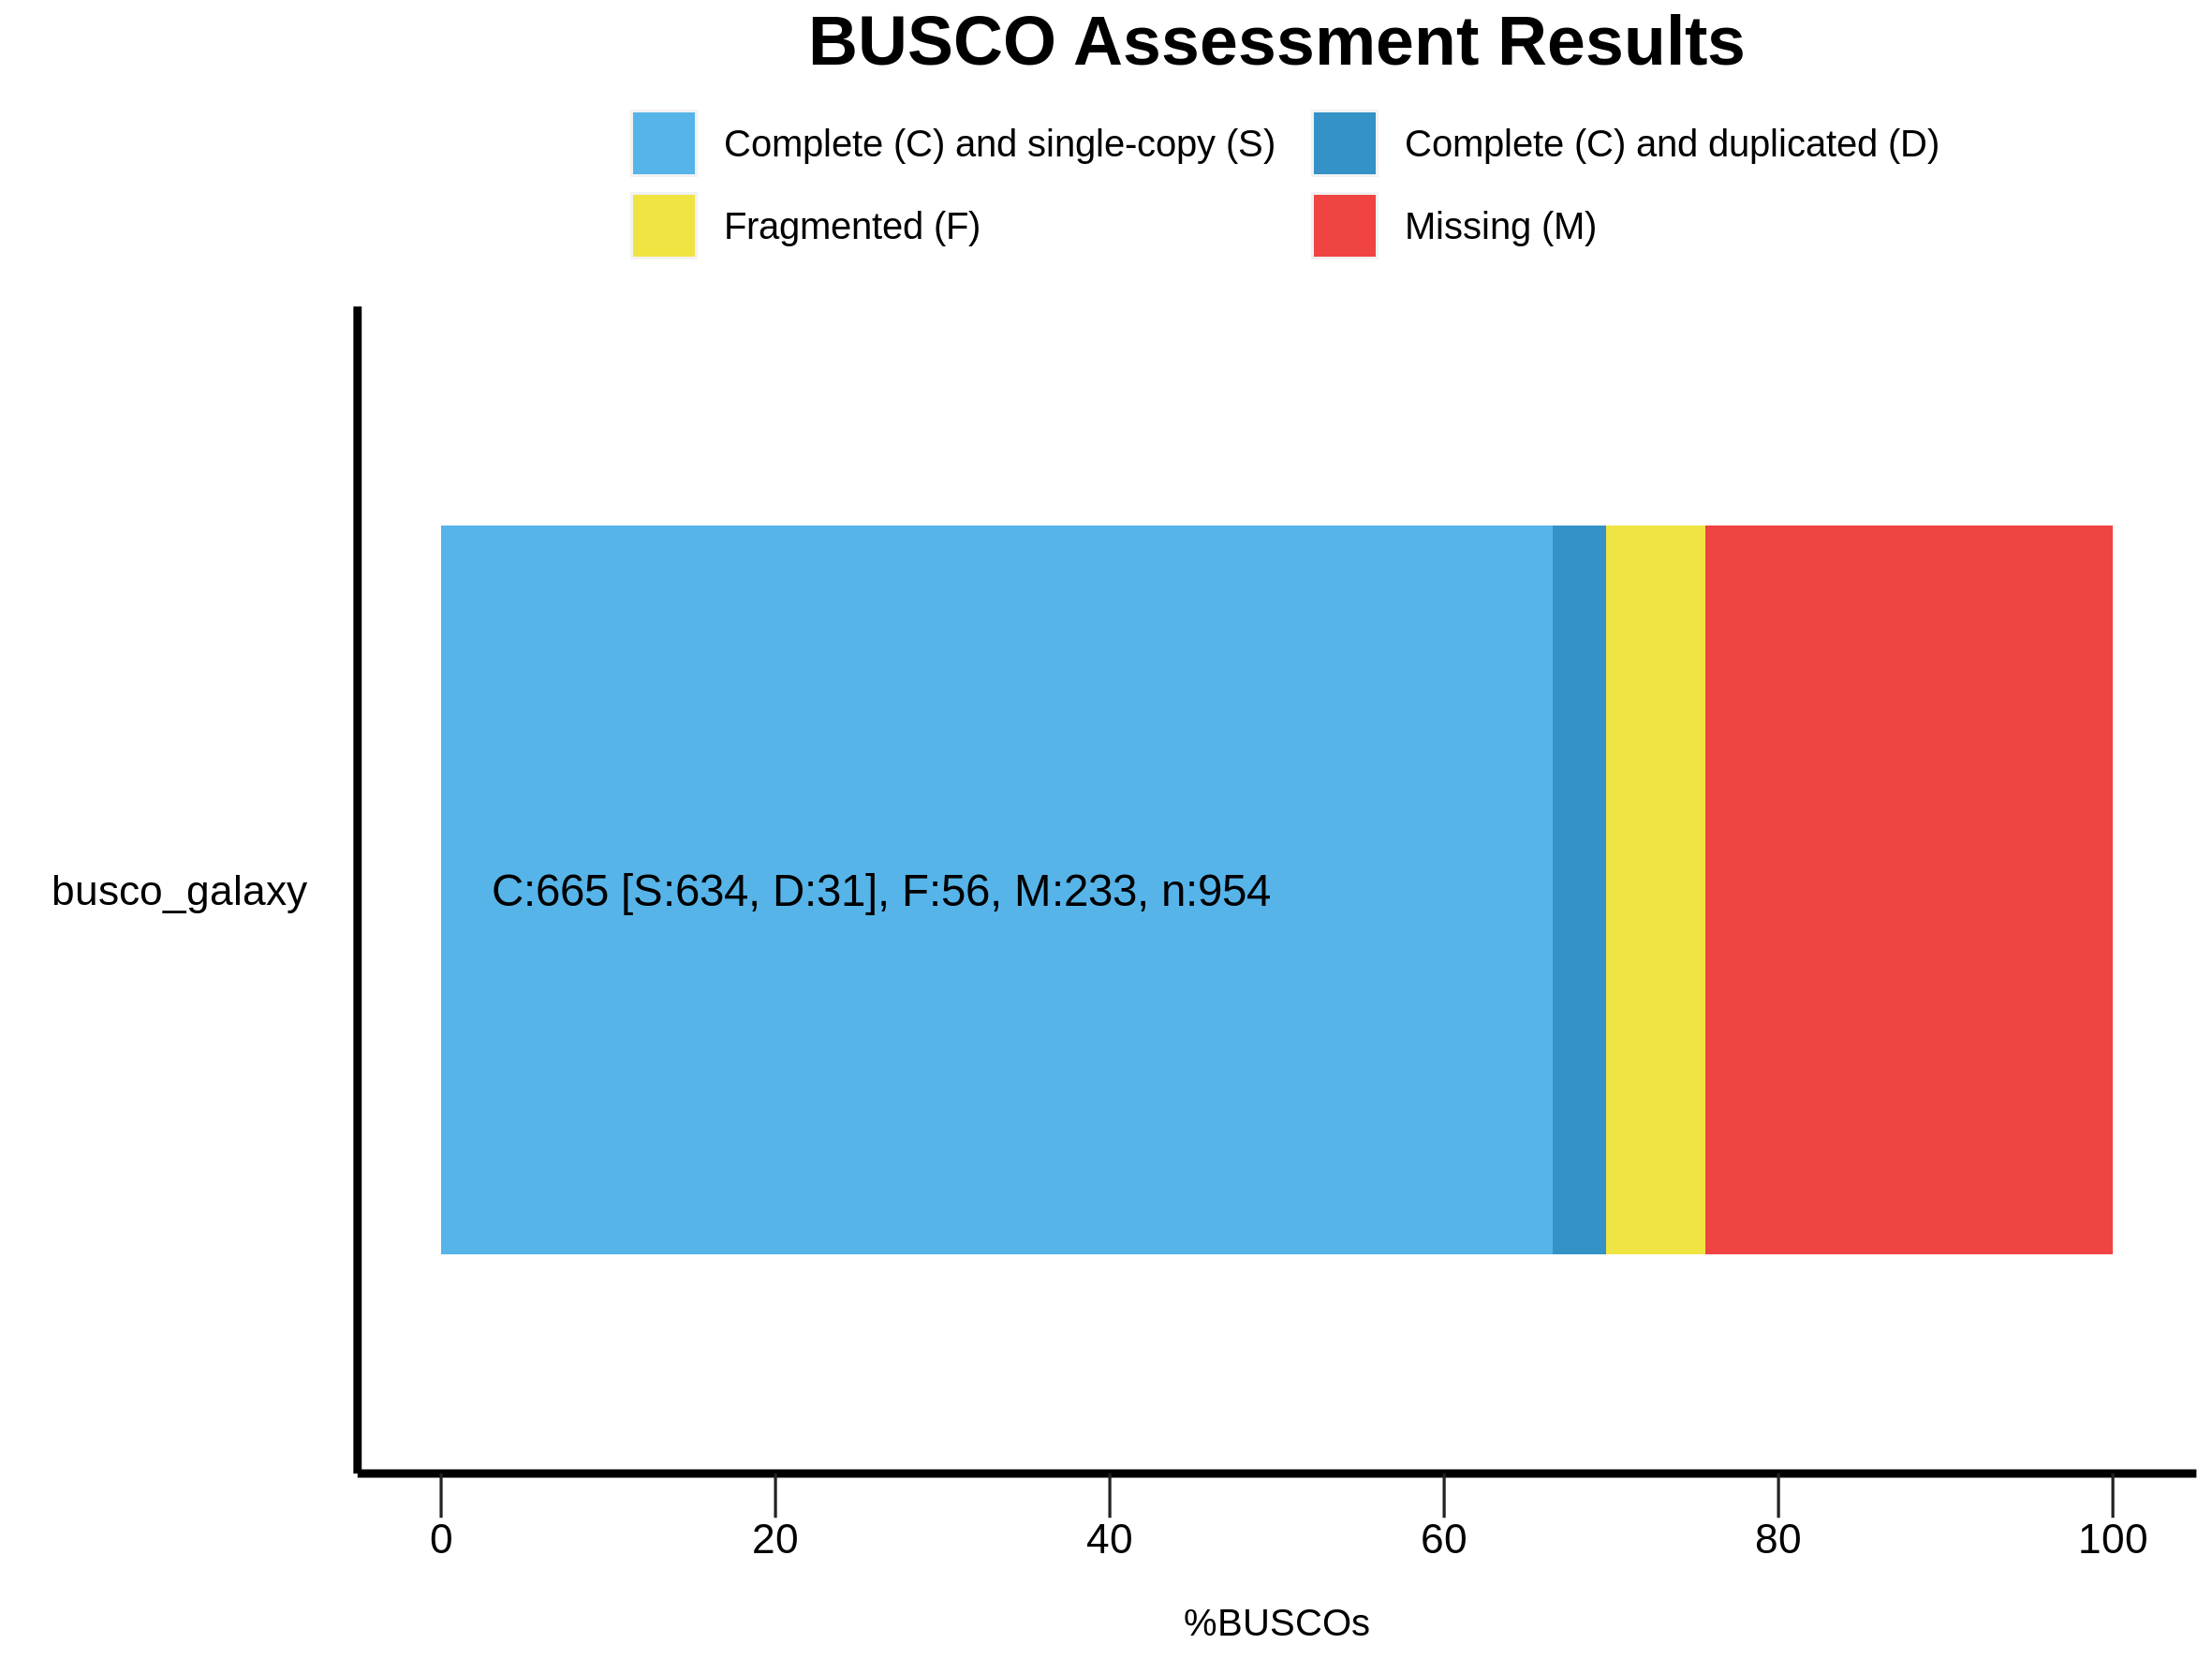 BUSCO Assessment Results
Complete (C) and single-copy (S) Complete (C) and duplicated (D)
Fragmented (F) Missing (M)
busco_galaxy C:665 [S:634, D:31], F:56, M:233, n:954
0 20 40 60 80 100
%BUSCOs